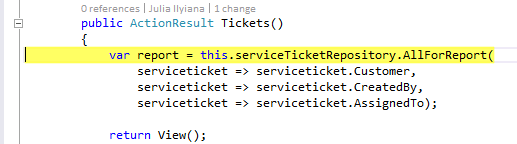 0 references | Julia Ilyiana | 1 change
public ActionResult Tickets()
{
var report = this.serviceTicketRepository.AllForReport(
serviceticket => serviceticket.Customer,
serviceticket => serviceticket.CreatedBy,
serviceticket => serviceticket.AssignedTo);
return View();